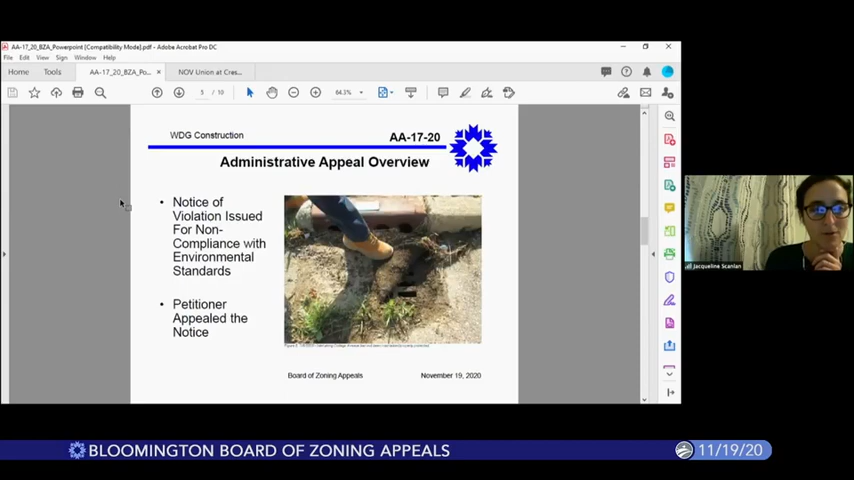 AA-17_20_BZA_Powerpoint [Compatibility Mode].pdf - Adobe Acrobat Pro DC
File Edit View Sign Window Help
Home Tools AA-17_20_BZA_Po... × NOV Union at Cres...
5 / 10 64.3%
WDG Construction AA-17-20
Administrative Appeal Overview
• Notice of
Violation Issued
For Non-
Compliance with
Environmental
Standards
• Petitioner
Appealed the
Notice
Board of Zoning Appeals November 19, 2020
Jacqueline Scanlan
BLOOMINGTON BOARD OF ZONING APPEALS 11/19/20